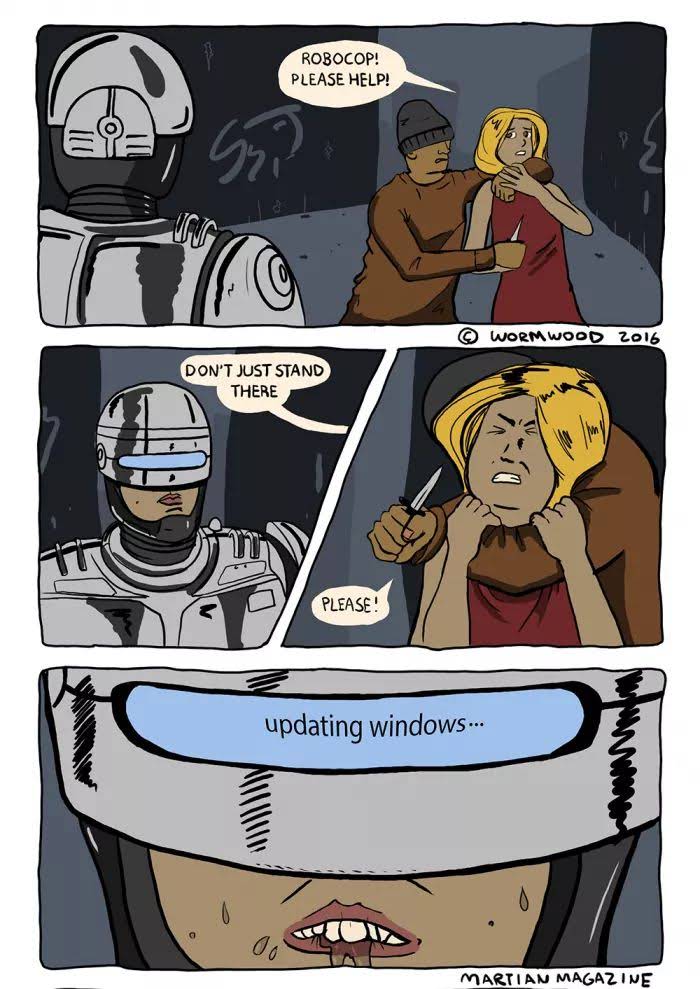 ROBOCOP!
PLEASE HELP!
© WORMWOOD 2016
DON'T JUST STAND
THERE
PLEASE!
updating windows...
MARTIAN MAGAZINE